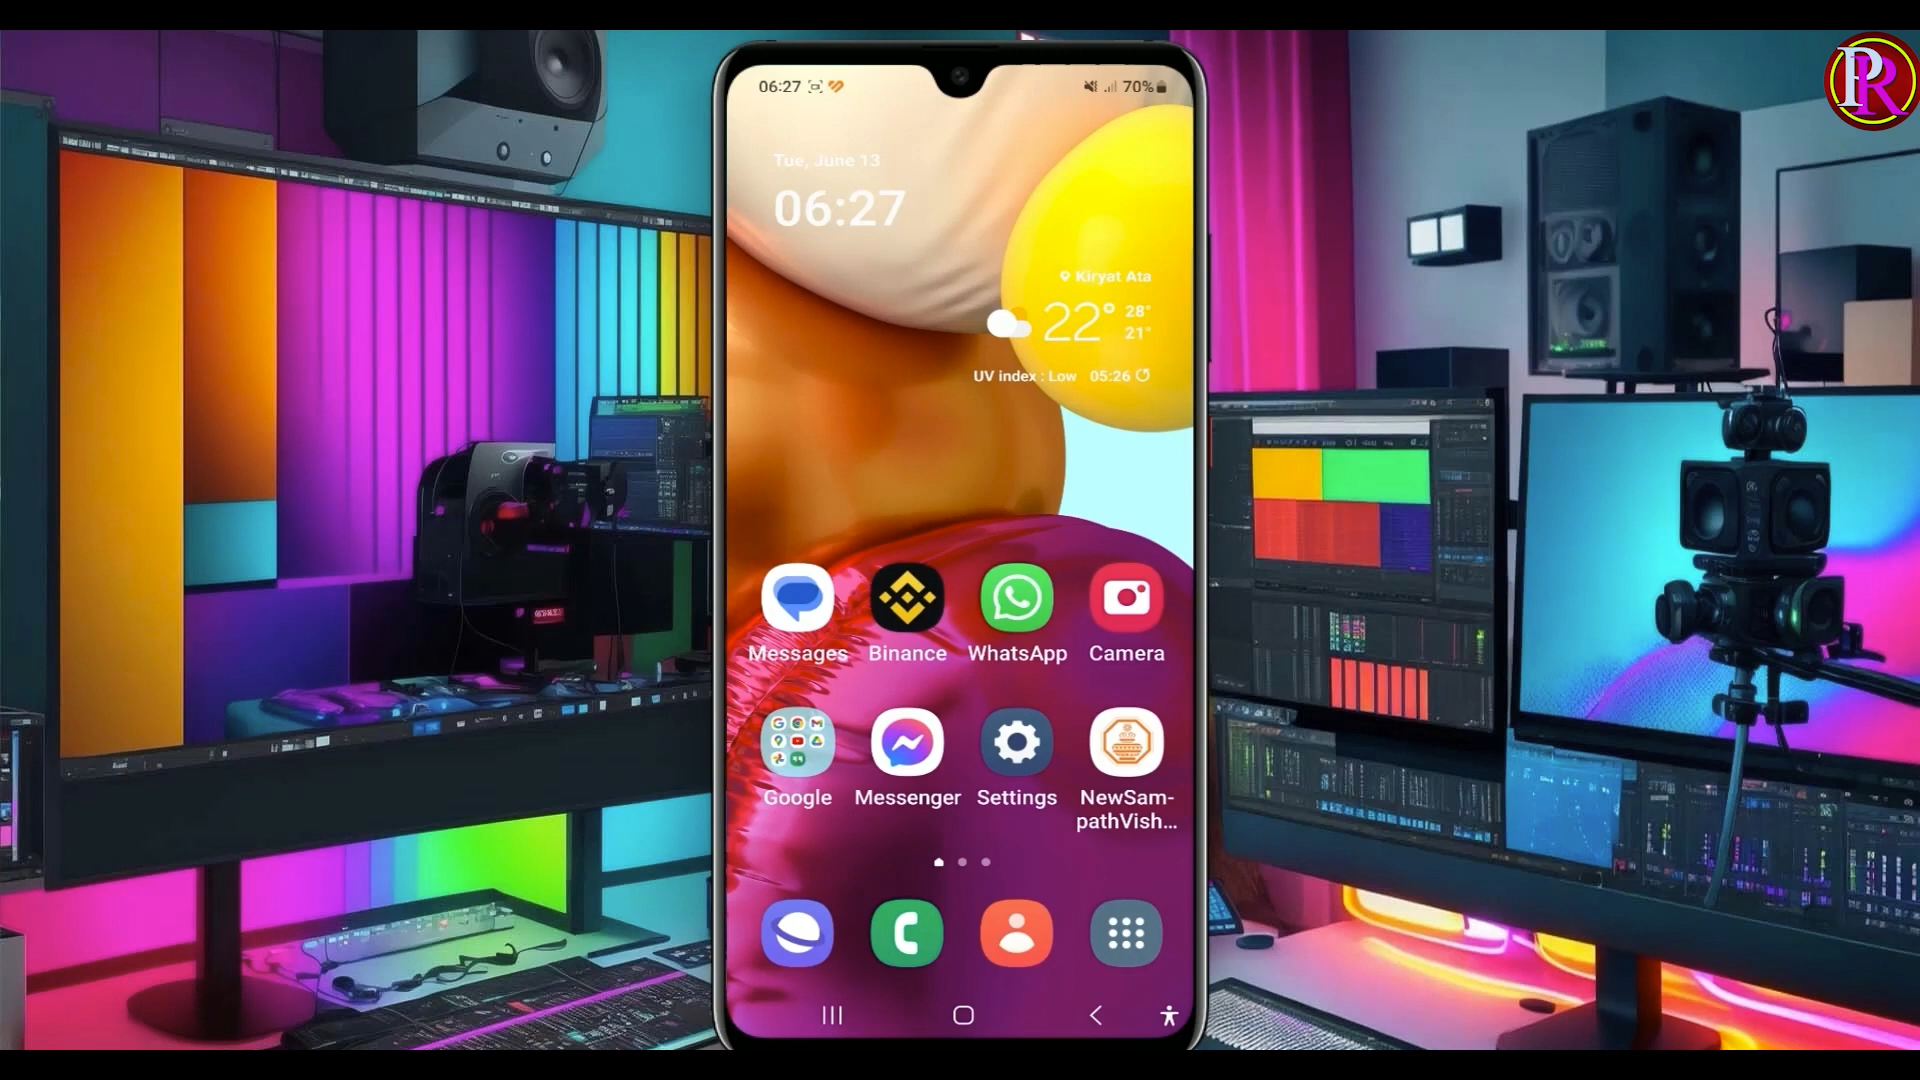 06:27
70%
PR
Tue, June 13
06:27
Kiryat Ata
22° 28°
21°
UV index : Low 05:26
Messages Binance WhatsApp Camera
Google Messenger Settings NewSam-
pathVish...